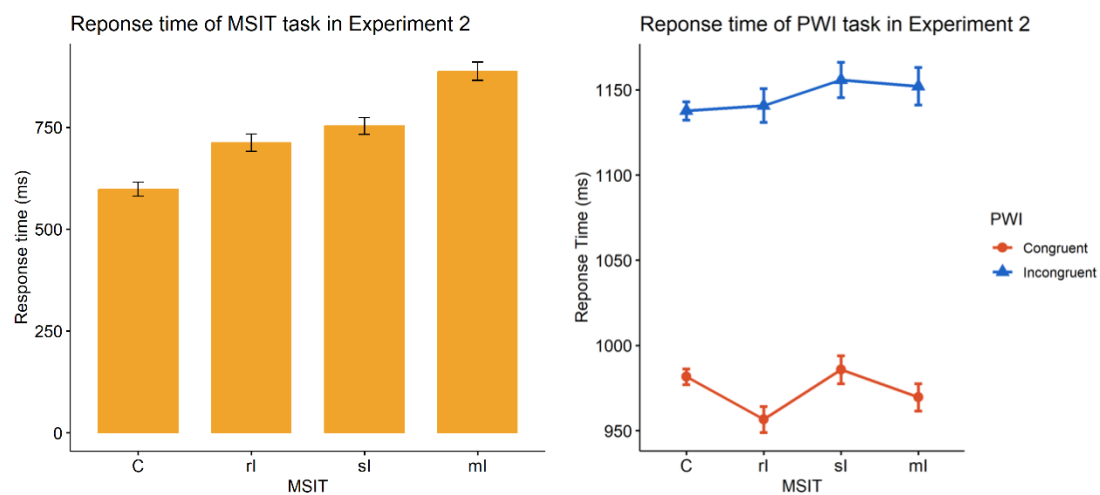 Reponse time of MSIT task in Experiment 2
Response time (ms)
750
500
250
0
C rI sI mI
MSIT
Reponse time of PWI task in Experiment 2
Reponse Time (ms)
1150
1100
1050
1000
950
C rI sI mI
MSIT
PWI
Congruent
Incongruent